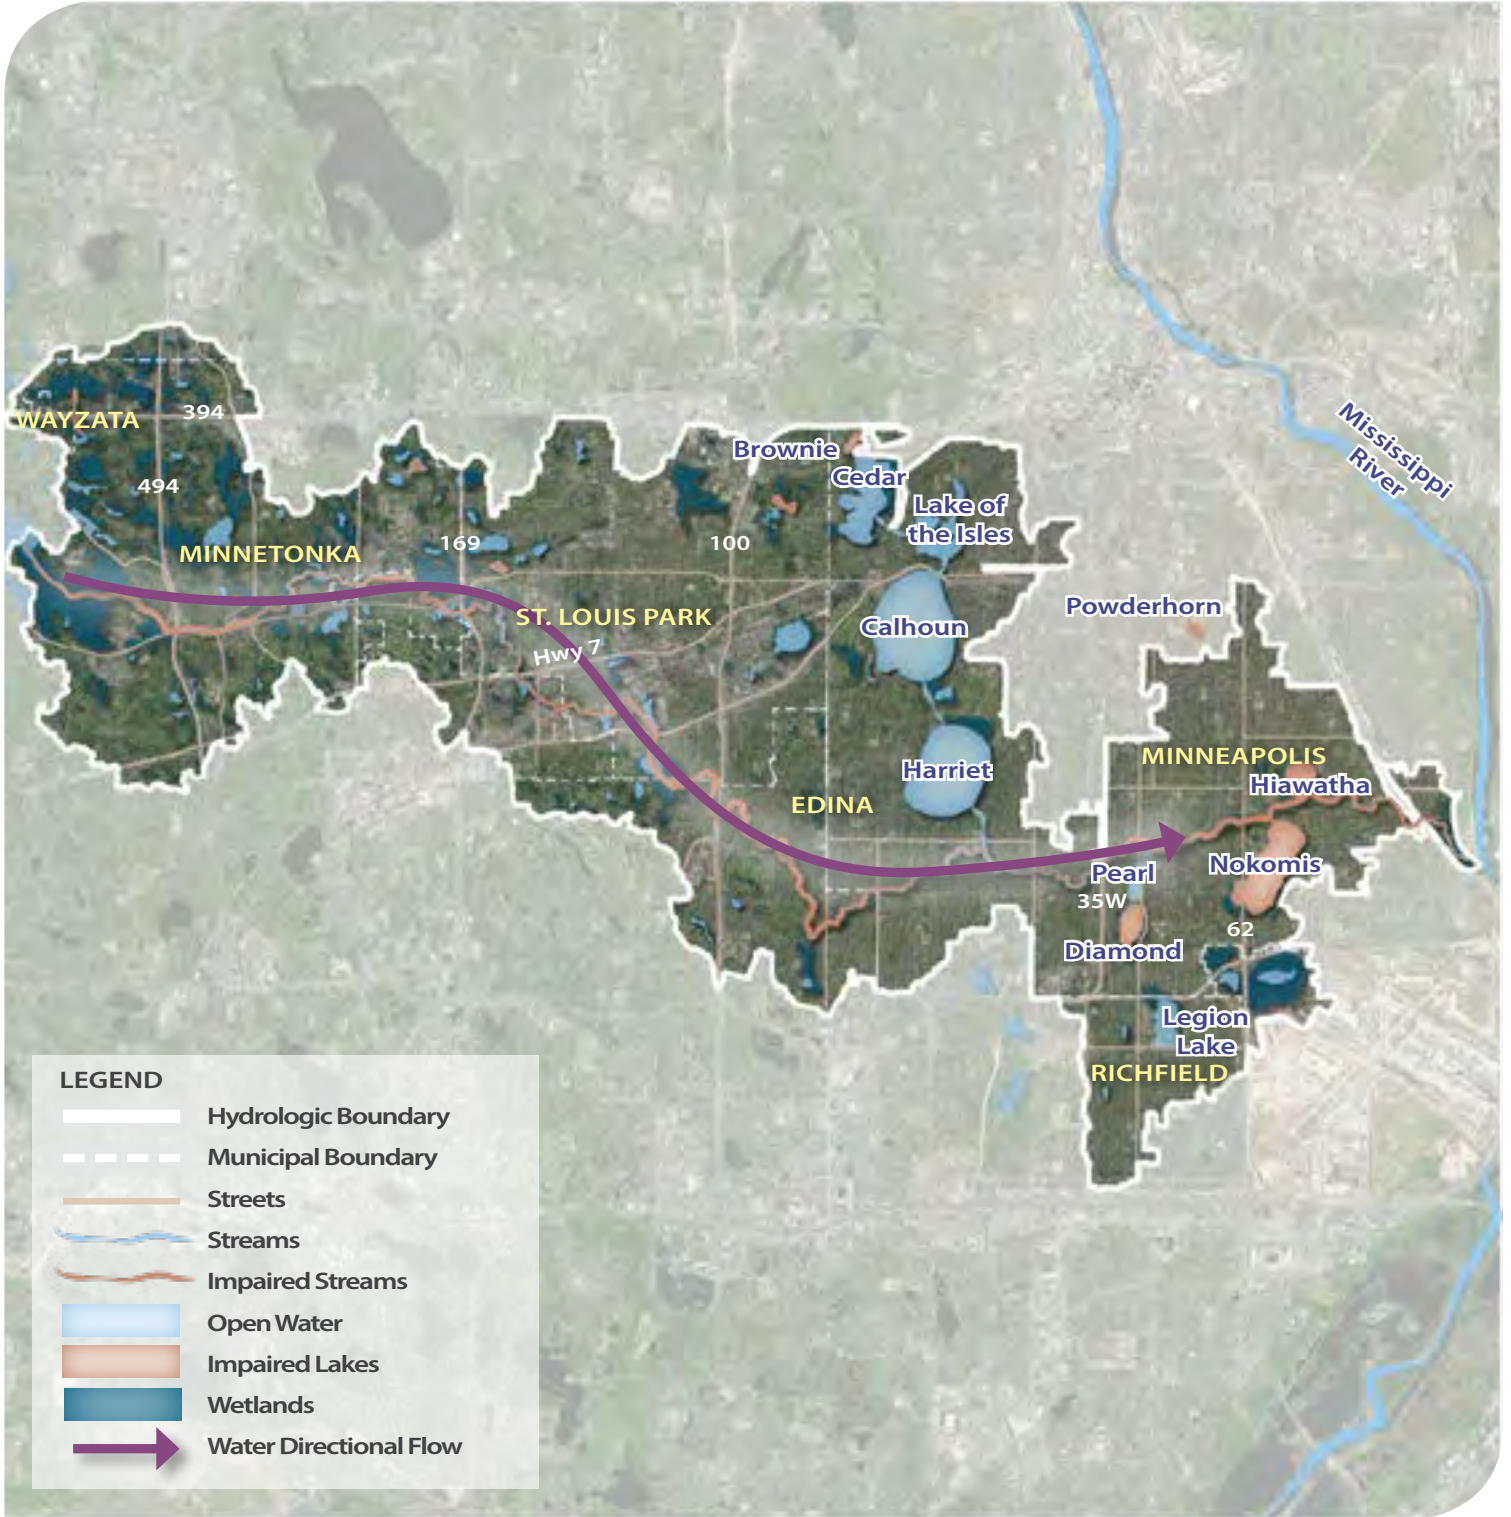 Mississippi
River
WAYZATA
394
Brownie
Cedar
494
Lake of
the Isles
MINNETONKA
169
100
ST. LOUIS PARK
Powderhorn
Calhoun
Hwy 7
MINNEAPOLIS
Harriet
Hiawatha
EDINA
Pearl
Nokomis
35W
62
Diamond
Legion
Lake
RICHFIELD
LEGEND
Hydrologic Boundary
Municipal Boundary
Streets
Streams
Impaired Streams
Open Water
Impaired Lakes
Wetlands
Water Directional Flow